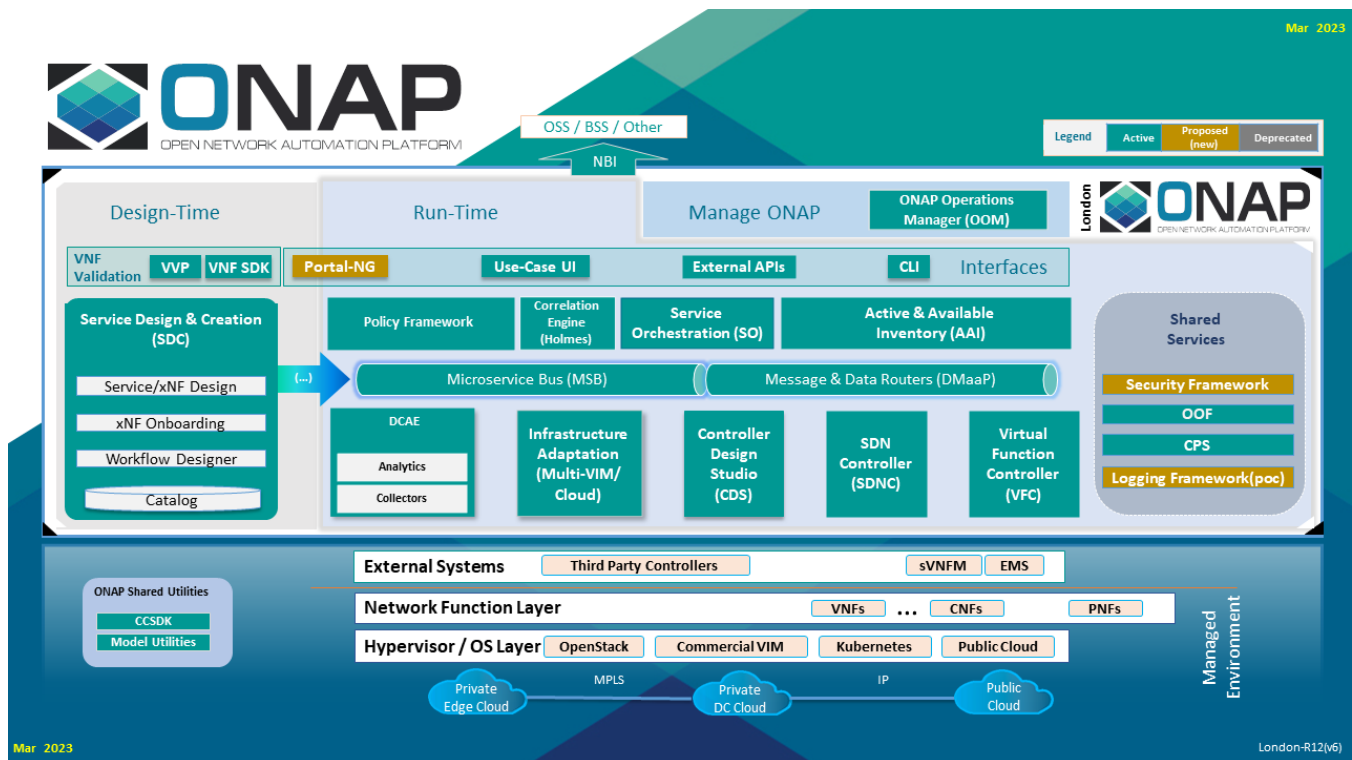 Mar 2023
ONAP
OPEN NETWORK AUTOMATION PLATFORM
OSS / BSS / Other
NBI
Legend
Active
Proposed
(new)
Deprecated
Design-Time
Run-Time
Manage ONAP
ONAP Operations
Manager (OOM)
London
ONAP
OPEN NETWORK AUTOMATION PLATFORM
VNF
Validation
VVP
VNF SDK
Portal-NG
Use-Case UI
External APIs
CLI
Interfaces
Service Design & Creation
(SDC)
Service/xNF Design
xNF Onboarding
Workflow Designer
Catalog
(...)
Policy Framework
Correlation
Engine
(Holmes)
Service
Orchestration (SO)
Active & Available
Inventory (AAI)
Microservice Bus (MSB)
Message & Data Routers (DMaaP)
DCAE
Analytics
Collectors
Infrastructure
Adaptation
(Multi-VIM/
Cloud)
Controller
Design
Studio
(CDS)
SDN
Controller
(SDNC)
Virtual
Function
Controller
(VFC)
Shared
Services
Security Framework
OOF
CPS
Logging Framework(poc)
ONAP Shared Utilities
CCSDK
Model Utilities
External Systems
Third Party Controllers
sVNFM
EMS
Network Function Layer
VNFs
...
CNFs
PNFs
Hypervisor / OS Layer
OpenStack
Commercial VIM
Kubernetes
Public Cloud
Managed
Environment
Private
Edge Cloud
MPLS
Private
DC Cloud
IP
Public
Cloud
Mar 2023
London-R12(v6)